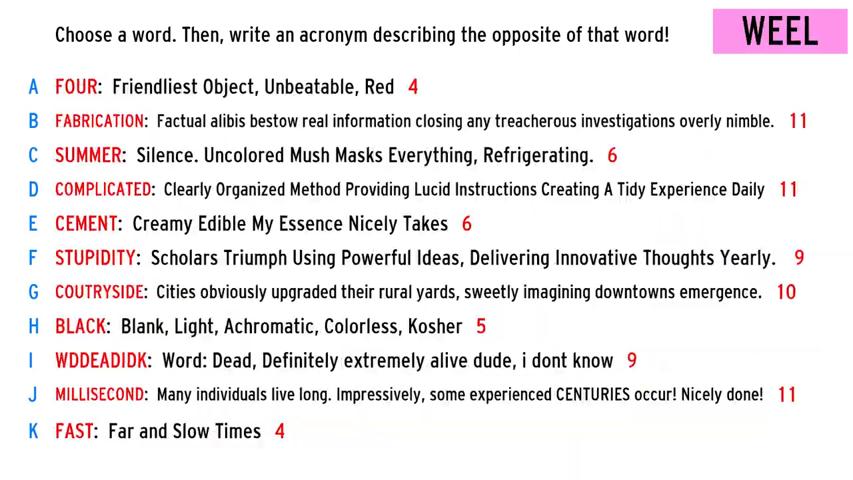 Choose a word. Then, write an acronym describing the opposite of that word!
WEEL
A FOUR: Friendliest Object, Unbeatable, Red 4
B FABRICATION: Factual alibis bestow real information closing any treacherous investigations overly nimble. 11
C SUMMER: Silence. Uncolored Mush Masks Everything, Refrigerating. 6
D COMPLICATED: Clearly Organized Method Providing Lucid Instructions Creating A Tidy Experience Daily 11
E CEMENT: Creamy Edible My Essence Nicely Takes 6
F STUPIDITY: Scholars Triumph Using Powerful Ideas, Delivering Innovative Thoughts Yearly. 9
G COUTRYSIDE: Cities obviously upgraded their rural yards, sweetly imagining downtowns emergence. 10
H BLACK: Blank, Light, Achromatic, Colorless, Kosher 5
I WDDEADIDK: Word: Dead, Definitely extremely alive dude, i dont know 9
J MILLISECOND: Many individuals live long. Impressively, some experienced CENTURIES occur! Nicely done! 11
K FAST: Far and Slow Times 4